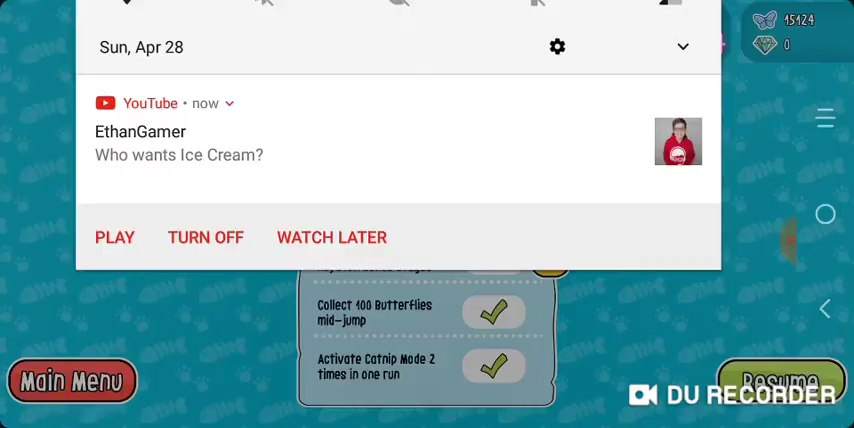 15124
0
Sun, Apr 28
YouTube • now
EthanGamer
Who wants Ice Cream?
PLAY TURN OFF WATCH LATER
Collect 100 Butterflies
mid-jump
Activate Catnip Mode 2
times in one run
Main Menu
Resume
DU RECORDER